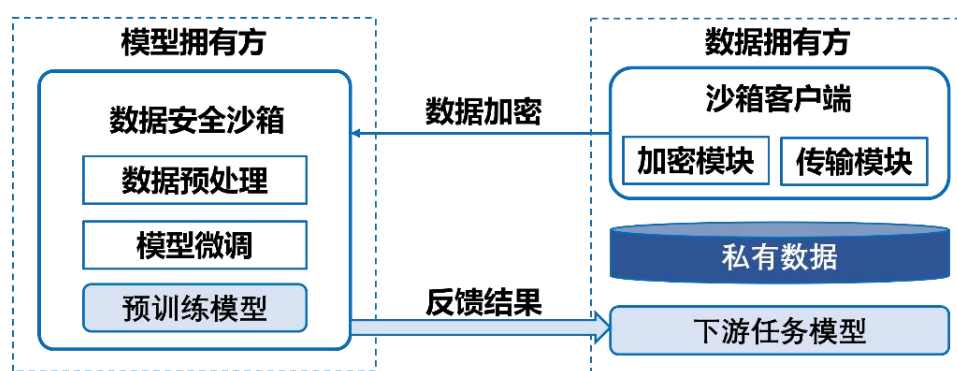 模型拥有方
数据安全沙箱
数据预处理
模型微调
预训练模型
数据加密
反馈结果
数据拥有方
沙箱客户端
加密模块
传输模块
私有数据
下游任务模型